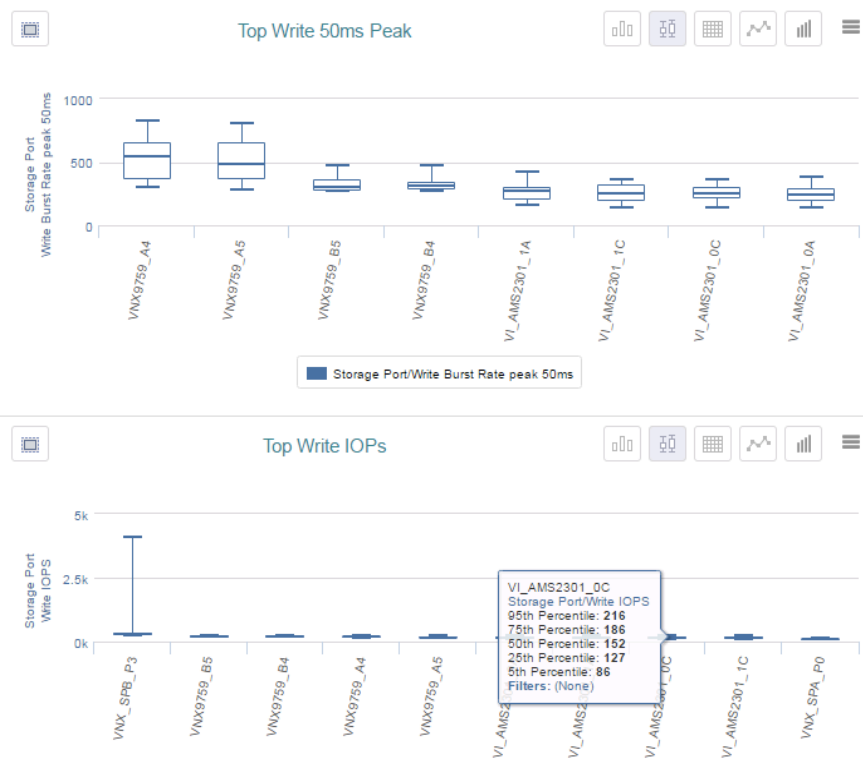 Top Write 50ms Peak
Storage Port
Write Burst Rate peak 50ms
1000
500
0
VNX9759_A4
VNX9759_A5
VNX9759_B5
VNX9759_B4
VI_AMS2301_1A
VI_AMS2301_1C
VI_AMS2301_0C
VI_AMS2301_0A
Storage Port/Write Burst Rate peak 50ms
Top Write IOPs
Storage Port
Write IOPS
5k
2.5k
0k
VI_AMS2301_0C
Storage Port/Write IOPS
95th Percentile: 216
75th Percentile: 186
50th Percentile: 152
25th Percentile: 127
5th Percentile: 86
Filters: (None)
VNX_SPB_P3
VNX9759_B5
VNX9759_B4
VNX9759_A4
VNX9759_A5
VI_AMS2301_0C
VI_AMS2301_1C
VNX_SPA_P0